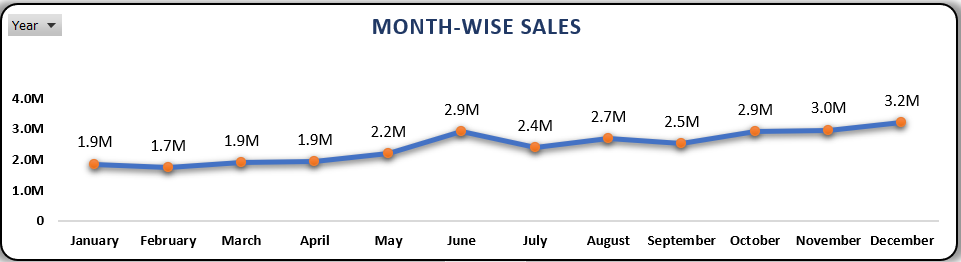 Year
MONTH-WISE SALES
4.0M
3.0M
2.0M
1.0M
0
1.9M 1.7M 1.9M 1.9M 2.2M 2.9M 2.4M 2.7M 2.5M 2.9M 3.0M 3.2M
January February March April May June July August September October November December